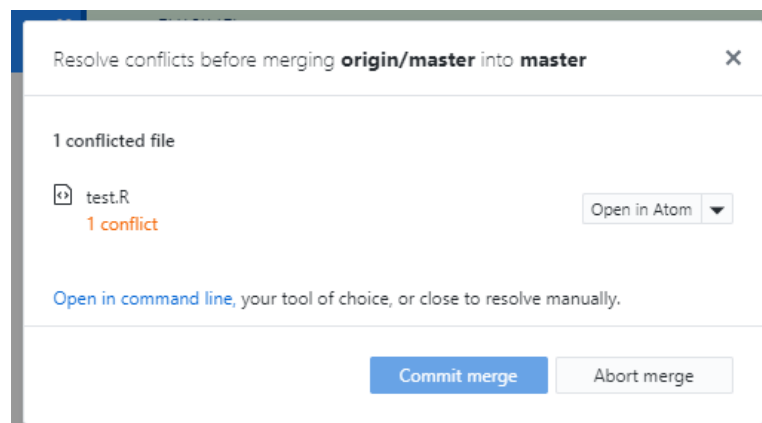 Resolve conflicts before merging origin/master into master
1 conflicted file
test.R
1 conflict
Open in Atom
Open in command line, your tool of choice, or close to resolve manually.
Commit merge
Abort merge